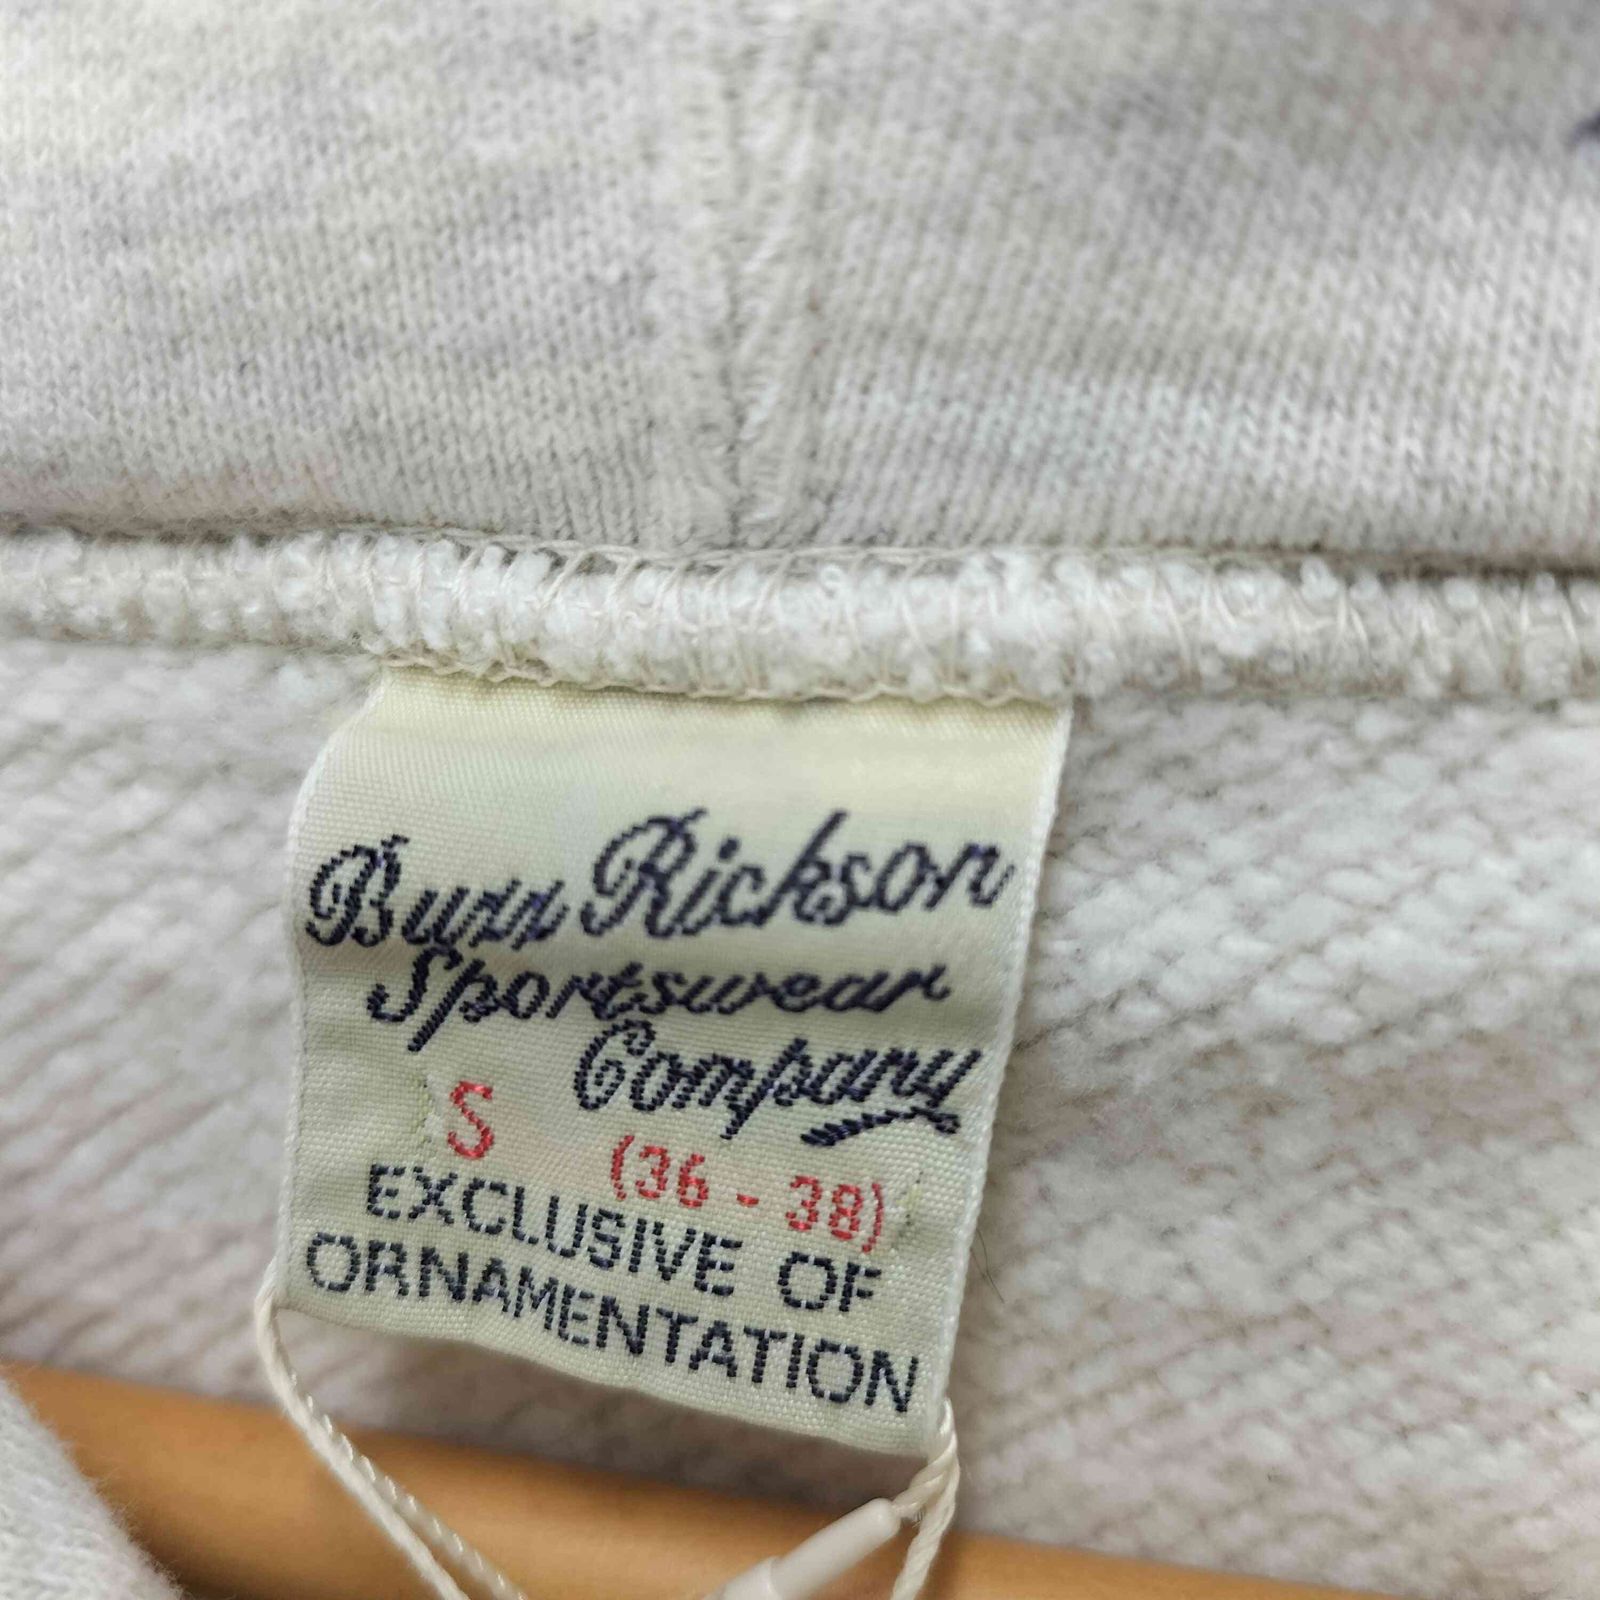 Buzz Rickson
Sportswear
Company
S (36 - 38)
EXCLUSIVE OF
ORNAMENTATION